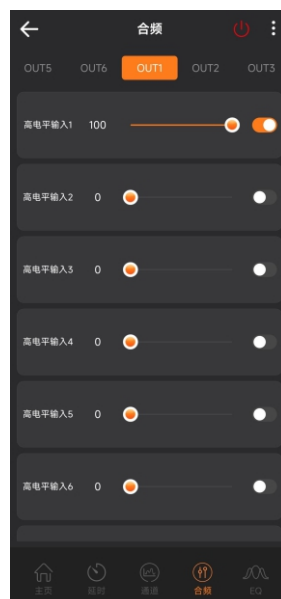 合频
OUT5 OUT6 OUT1 OUT2 OUT3
高电平输入1 100
高电平输入2 0
高电平输入3 0
高电平输入4 0
高电平输入5 0
高电平输入6 0
主页 延时 通道 合频 EQ